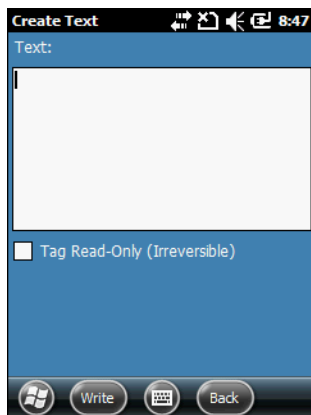 Create Text 8:47
Text:
Tag Read-Only (Irreversible)
Write Back